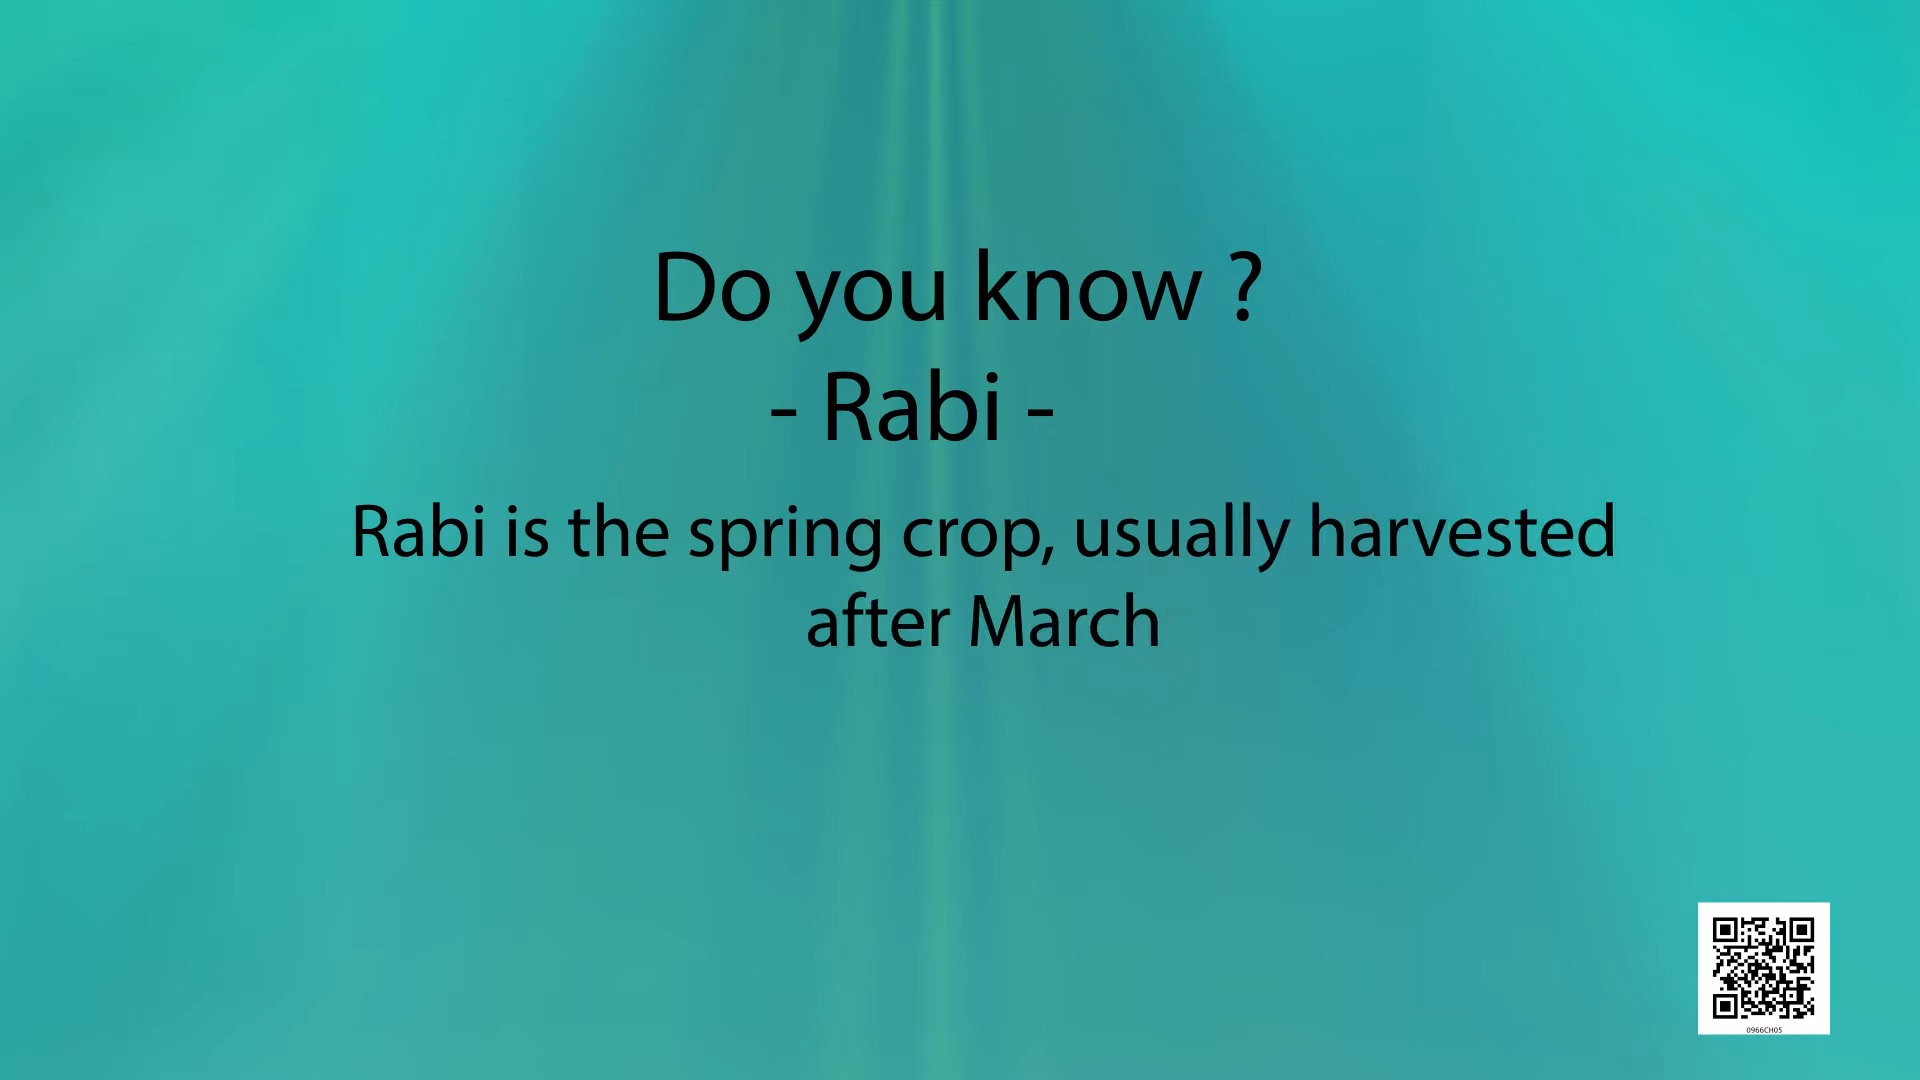 Do you know ?
- Rabi -
Rabi is the spring crop, usually harvested
after March
0966CH05